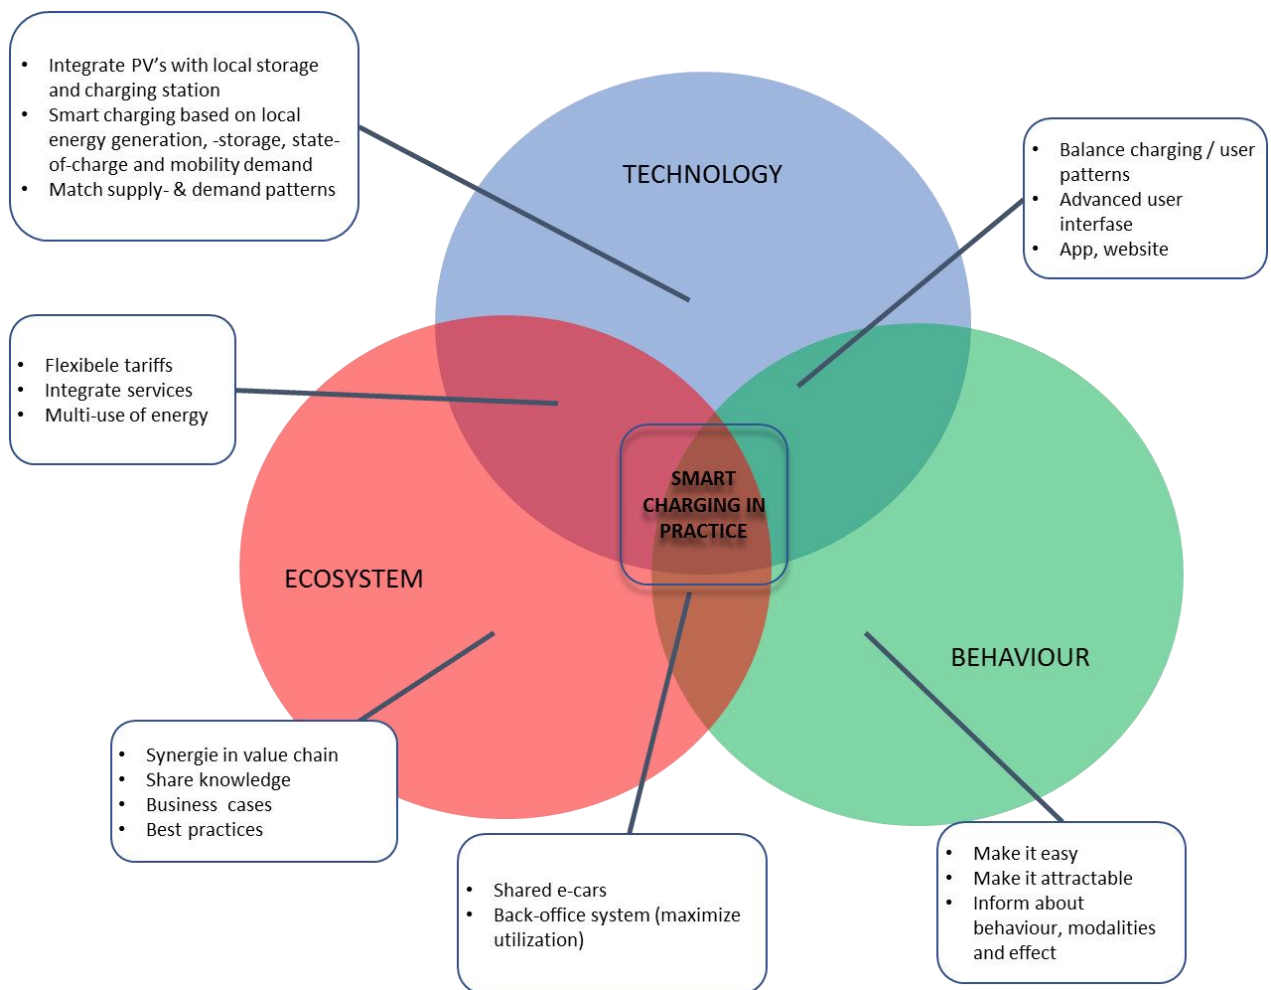 • Integrate PV's with local storage
and charging station
• Smart charging based on local
energy generation, -storage, state-
of-charge and mobility demand
• Match supply- & demand patterns
TECHNOLOGY
• Balance charging / user
patterns
• Advanced user
interfase
• App, website
• Flexibele tariffs
• Integrate services
• Multi-use of energy
SMART
CHARGING IN
PRACTICE
ECOSYSTEM
BEHAVIOUR
• Synergie in value chain
• Share knowledge
• Business cases
• Best practices
• Shared e-cars
• Back-office system (maximize
utilization)
• Make it easy
• Make it attractable
• Inform about
behaviour, modalities
and effect